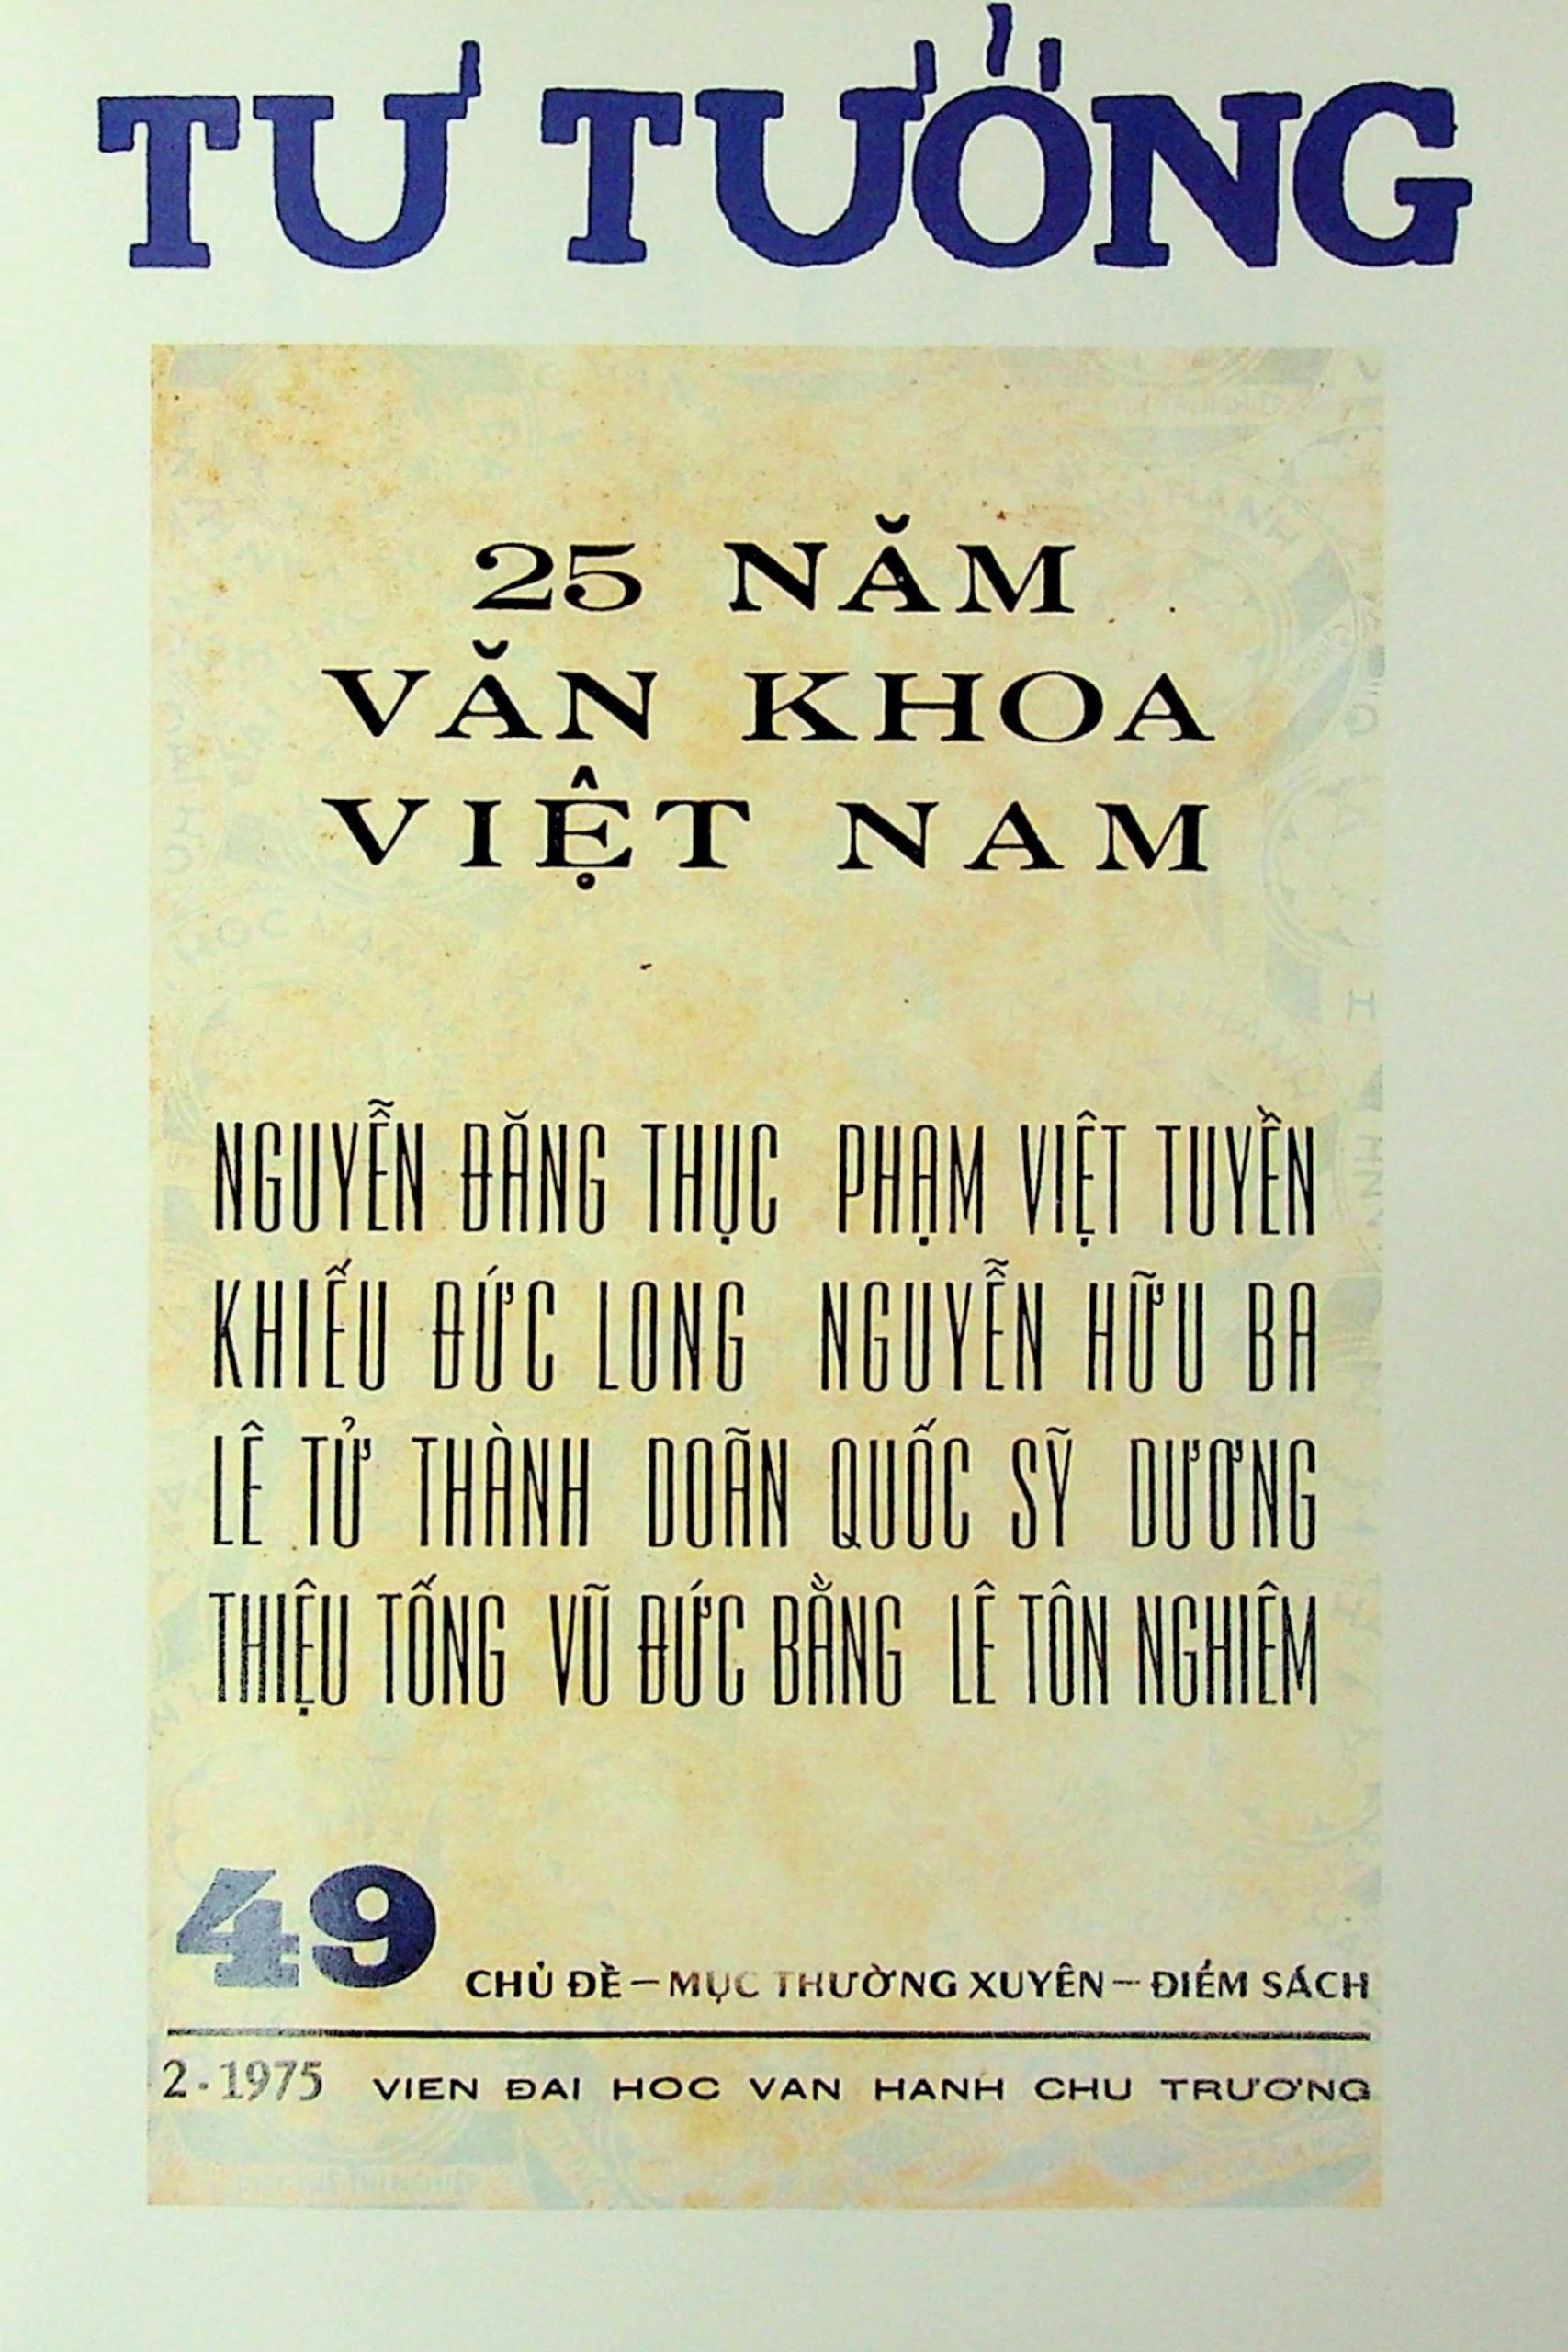 TƯ TƯỞNG
25 NĂM
VĂN KHOA
VIỆT NAM
NGUYỄN ĐĂNG THỤC PHẠM VIỆT TUYỀN
KHIẾU ĐỨC LONG NGUYỄN HỮU BA
LÊ TỬ THÀNH DOÃN QUỐC SỸ DƯƠNG
THIỆU TỐNG VŨ ĐỨC BẰNG LÊ TÔN NGHIÊM
49
CHỦ ĐỀ — MỤC THƯỜNG XUYÊN — ĐIỂM SÁCH
2.1975 VIEN ĐAI HOC VAN HANH CHU TRƯƠNG